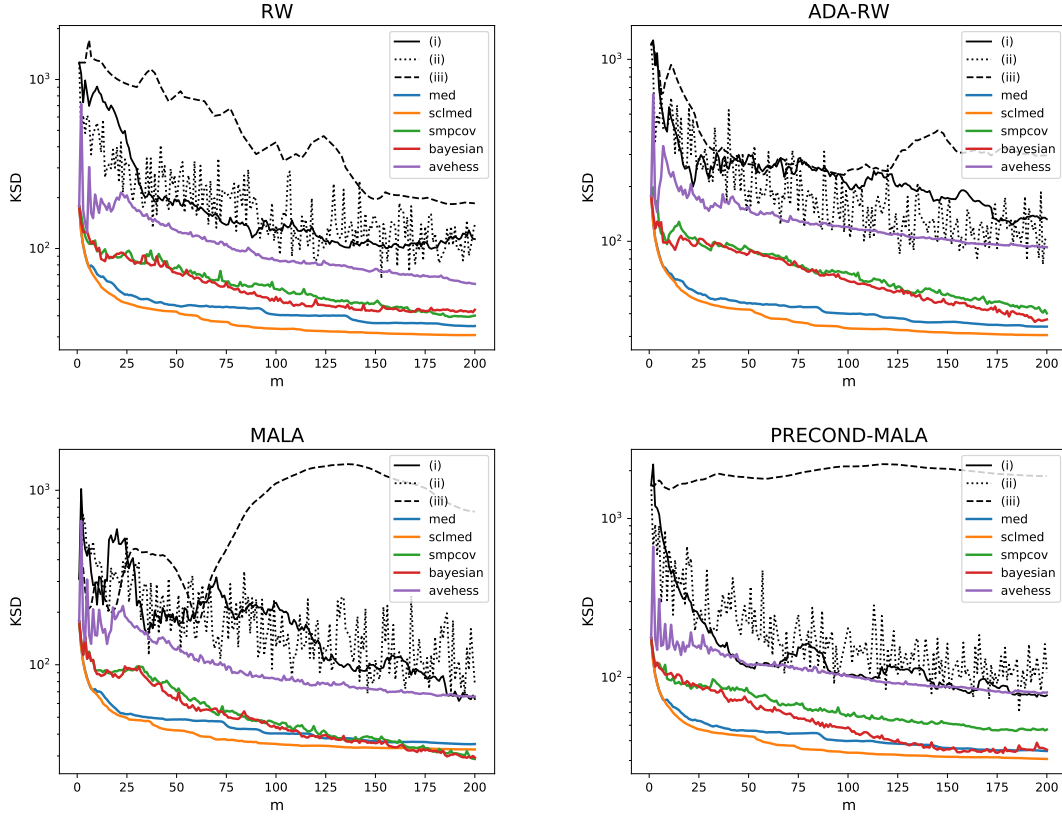 RW
KSD
10³
10²
(i)
(ii)
(iii)
med
sclmed
smpcov
bayesian
avehess
0 25 50 75 100 125 150 175 200
m
ADA-RW
KSD
10³
10²
(i)
(ii)
(iii)
med
sclmed
smpcov
bayesian
avehess
0 25 50 75 100 125 150 175 200
m
MALA
KSD
10³
10²
(i)
(ii)
(iii)
med
sclmed
smpcov
bayesian
avehess
0 25 50 75 100 125 150 175 200
m
PRECOND-MALA
KSD
10³
10²
(i)
(ii)
(iii)
med
sclmed
smpcov
bayesian
avehess
0 25 50 75 100 125 150 175 200
m